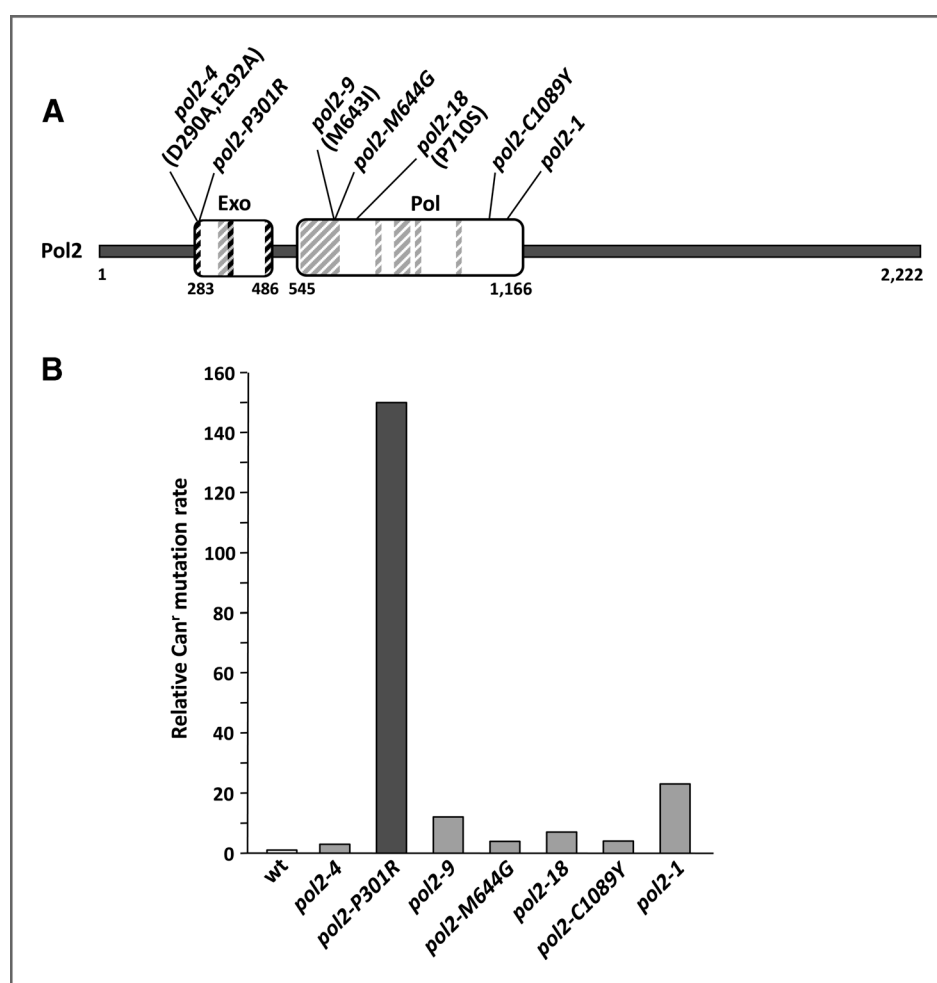 A
pol2-4
(D290A,E292A)
pol2-P301R
pol2-9
(M643I)
pol2-M644G
pol2-18
(P710S)
pol2-C1089Y
pol2-1
Exo
Pol
Pol2
1
283
486
545
1,166
2,222
B
Relative Canʳ mutation rate
160
140
120
100
80
60
40
20
0
wt
pol2-4
pol2-P301R
pol2-9
pol2-M644G
pol2-18
pol2-C1089Y
pol2-1